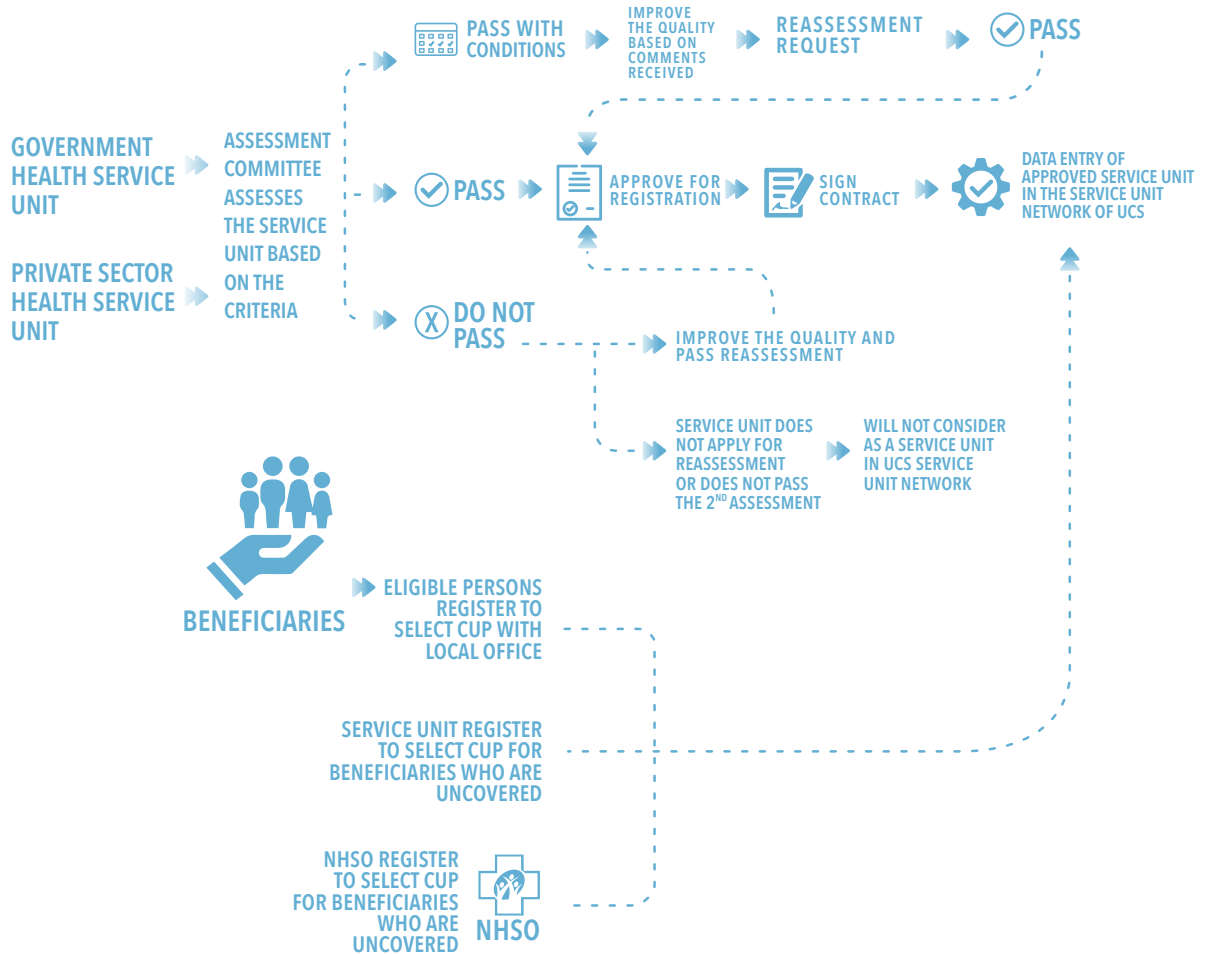 PASS WITH
CONDITIONS
IMPROVE
THE QUALITY
BASED ON
COMMENTS
RECEIVED
REASSESSMENT
REQUEST
PASS
GOVERNMENT
HEALTH SERVICE
UNIT
PRIVATE SECTOR
HEALTH SERVICE
UNIT
ASSESSMENT
COMMITTEE
ASSESSES
THE SERVICE
UNIT BASED
ON THE
CRITERIA
PASS
APPROVE FOR
REGISTRATION
SIGN
CONTRACT
DATA ENTRY OF
APPROVED SERVICE UNIT
IN THE SERVICE UNIT
NETWORK OF UCS
X
DO NOT
PASS
IMPROVE THE QUALITY AND
PASS REASSESSMENT
SERVICE UNIT DOES
NOT APPLY FOR
REASSESSMENT
OR DOES NOT PASS
THE 2ND ASSESSMENT
WILL NOT CONSIDER
AS A SERVICE UNIT
IN UCS SERVICE
UNIT NETWORK
BENEFICIARIES
ELIGIBLE PERSONS
REGISTER TO
SELECT CUP WITH
LOCAL OFFICE
SERVICE UNIT REGISTER
TO SELECT CUP FOR
BENEFICIARIES WHO ARE
UNCOVERED
NHSO REGISTER
TO SELECT CUP
FOR BENEFICIARIES
WHO ARE
UNCOVERED
NHSO